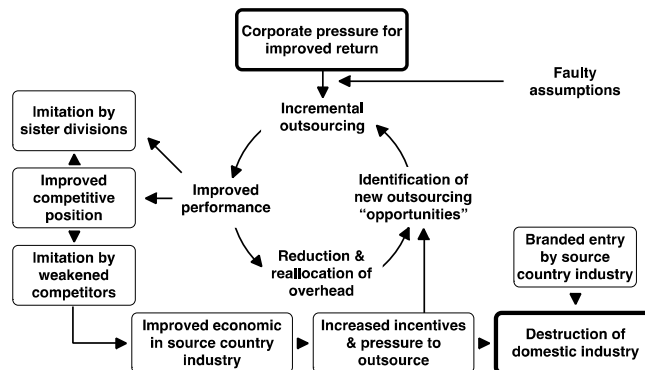 Corporate pressure for
improved return
Faulty
assumptions
Incremental
outsourcing
Imitation by
sister divisions
Improved
competitive
position
Improved
performance
Identification of
new outsourcing
“opportunities”
Imitation by
weakened
competitors
Reduction &
reallocation of
overhead
Branded entry
by source
country industry
Improved economic
in source country
industry
Increased incentives
& pressure to
outsource
Destruction of
domestic industry